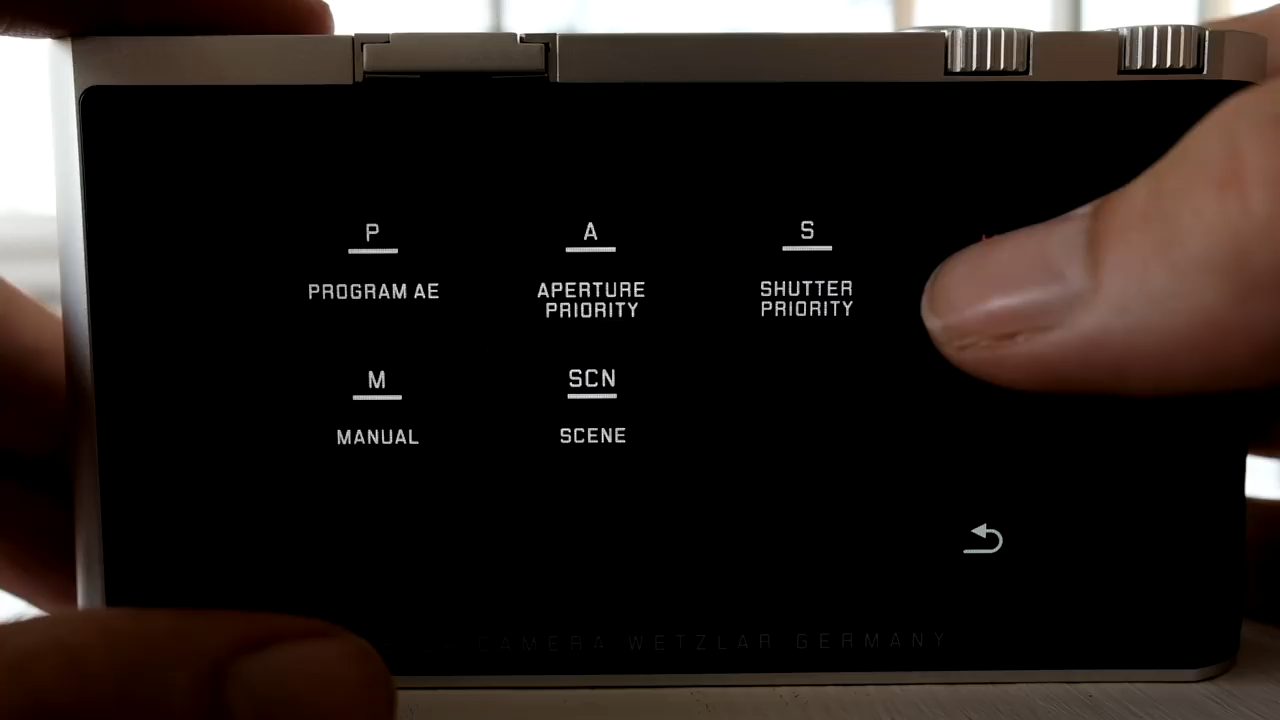 P
A
S
PROGRAM AE
APERTURE
PRIORITY
SHUTTER
PRIORITY
M
SCN
MANUAL
SCENE
CAMERA WETZLAR GERMANY